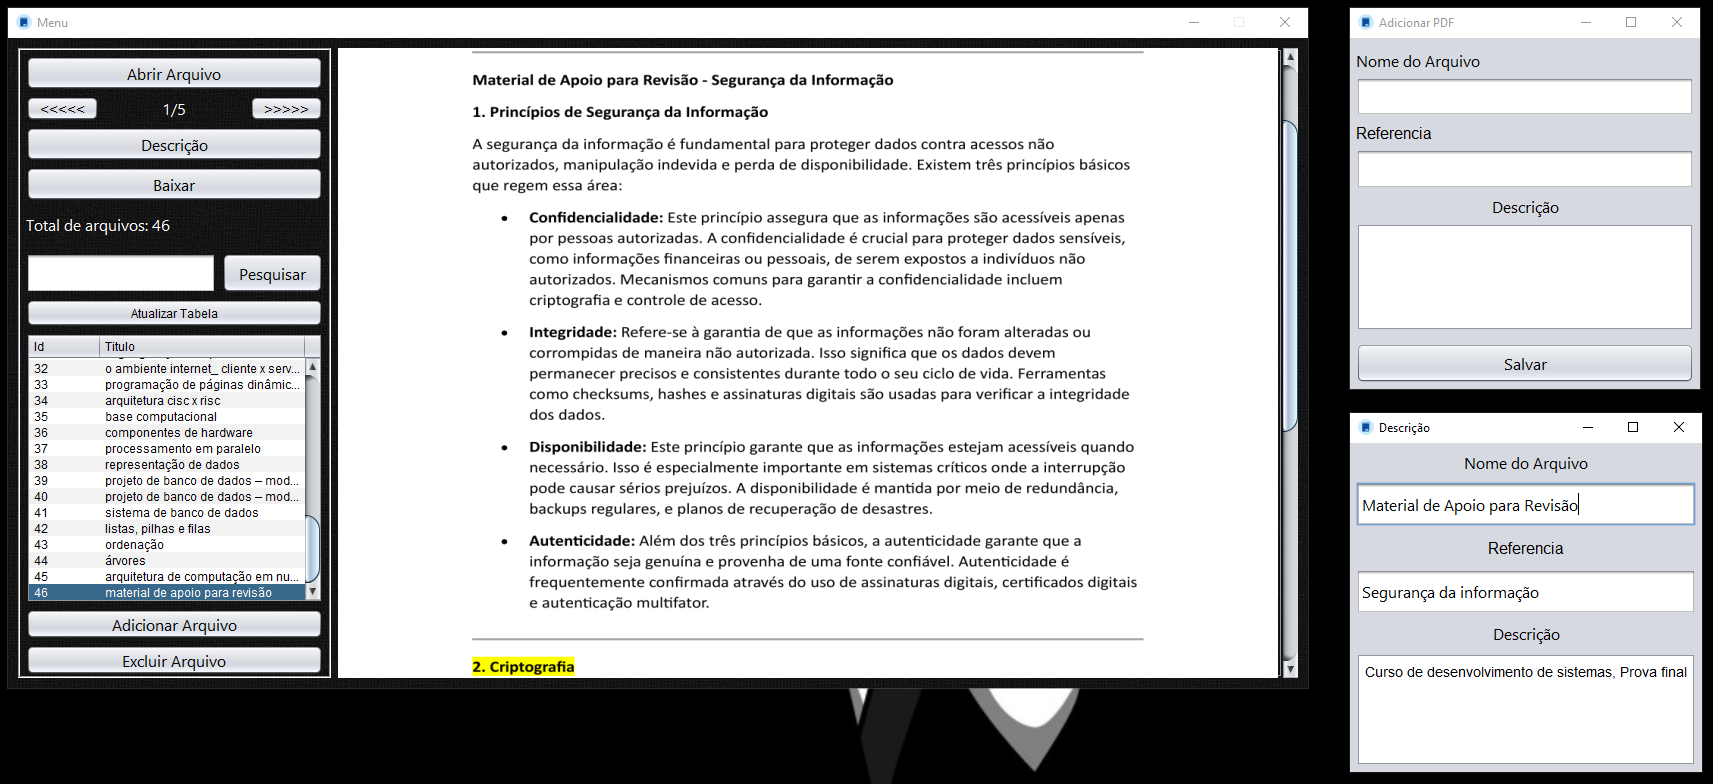 Menu
Abrir Arquivo
<<<<<
1/5
>>>>>
Descrição
Baixar
Total de arquivos: 46
Pesquisar
Atualizar Tabela
Id Titulo
32 o ambiente internet_ cliente x serv...
33 programação de páginas dinâmic...
34 arquitetura cisc x risc
35 base computacional
36 componentes de hardware
37 processamento em paralelo
38 representação de dados
39 projeto de banco de dados – mod...
40 projeto de banco de dados – mod...
41 sistema de banco de dados
42 listas, pilhas e filas
43 ordenação
44 árvores
45 arquitetura de computação em nu...
46 material de apoio para revisão
Adicionar Arquivo
Excluir Arquivo
Material de Apoio para Revisão - Segurança da Informação
1. Princípios de Segurança da Informação
A segurança da informação é fundamental para proteger dados contra acessos não
autorizados, manipulação indevida e perda de disponibilidade. Existem três princípios básicos
que regem essa área:
• Confidencialidade: Este princípio assegura que as informações são acessíveis apenas
por pessoas autorizadas. A confidencialidade é crucial para proteger dados sensíveis,
como informações financeiras ou pessoais, de serem expostos a indivíduos não
autorizados. Mecanismos comuns para garantir a confidencialidade incluem
criptografia e controle de acesso.
• Integridade: Refere-se à garantia de que as informações não foram alteradas ou
corrompidas de maneira não autorizada. Isso significa que os dados devem
permanecer precisos e consistentes durante todo o seu ciclo de vida. Ferramentas
como checksums, hashes e assinaturas digitais são usadas para verificar a integridade
dos dados.
• Disponibilidade: Este princípio garante que as informações estejam acessíveis quando
necessário. Isso é especialmente importante em sistemas críticos onde a interrupção
pode causar sérios prejuízos. A disponibilidade é mantida por meio de redundância,
backups regulares, e planos de recuperação de desastres.
• Autenticidade: Além dos três princípios básicos, a autenticidade garante que a
informação seja genuína e provenha de uma fonte confiável. Autenticidade é
frequentemente confirmada através do uso de assinaturas digitais, certificados digitais
e autenticação multifator.
2. Criptografia
Adicionar PDF
Nome do Arquivo
Referencia
Descrição
Salvar
Descrição
Nome do Arquivo
Material de Apoio para Revisão
Referencia
Segurança da informação
Descrição
Curso de desenvolvimento de sistemas, Prova final